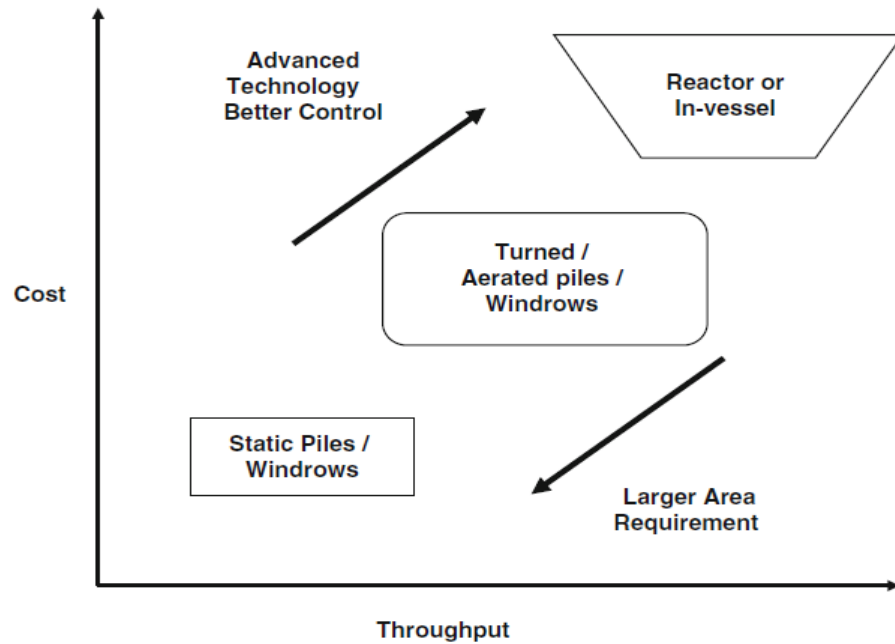 Advanced
Technology
Better Control
Reactor or
In-vessel
Turned /
Aerated piles /
Windrows
Cost
Static Piles /
Windrows
Larger Area
Requirement
Throughput